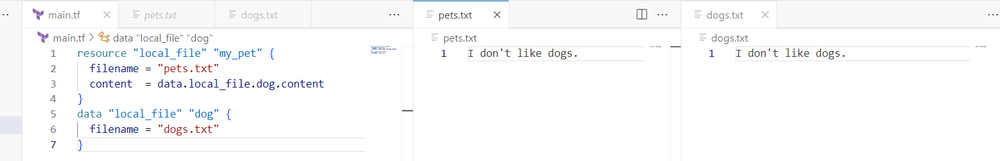 main.tf
pets.txt
dogs.txt
pets.txt
dogs.txt
main.tf > data "local_file" "dog"
pets.txt
dogs.txt
1 resource "local_file" "my_pet" {
2 filename = "pets.txt"
3 content  = data.local_file.dog.content
4 }
5 data "local_file" "dog" {
6 filename = "dogs.txt"
7 }
1 I don't like dogs.
1 I don't like dogs.